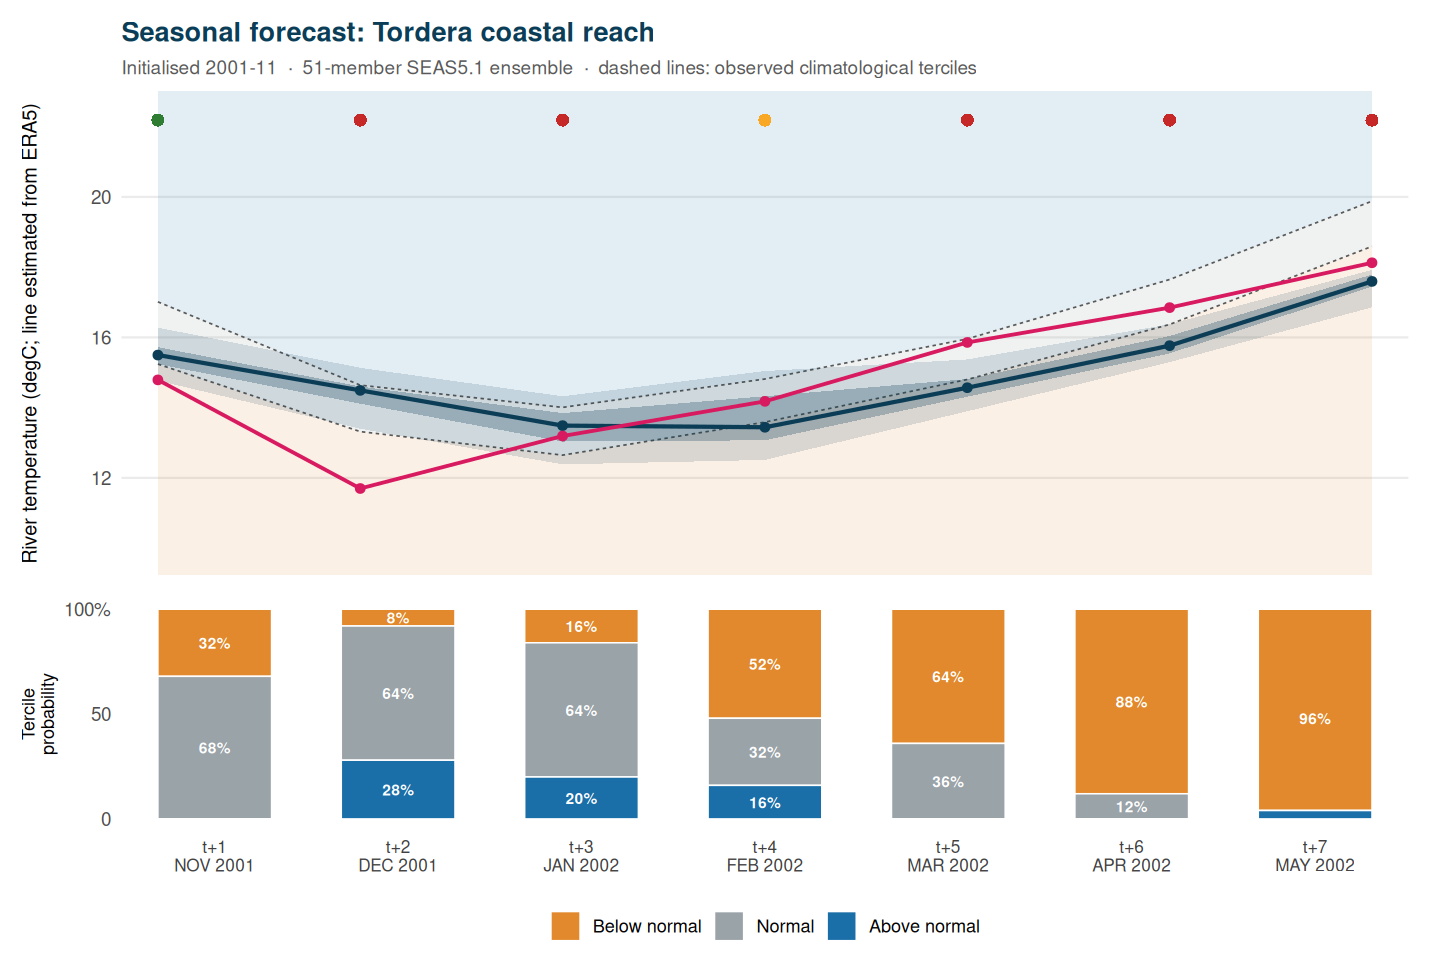 Seasonal forecast: Tordera coastal reach
Initialised 2001-11 · 51-member SEAS5.1 ensemble · dashed lines: observed climatological terciles
River temperature (degC; line estimated from ERA5)
20
16
12
Tercile
probability
100%
50
0
32%
68%
8%
64%
28%
16%
64%
20%
52%
32%
16%
64%
36%
88%
12%
96%
t+1
NOV 2001
t+2
DEC 2001
t+3
JAN 2002
t+4
FEB 2002
t+5
MAR 2002
t+6
APR 2002
t+7
MAY 2002
Below normal
Normal
Above normal